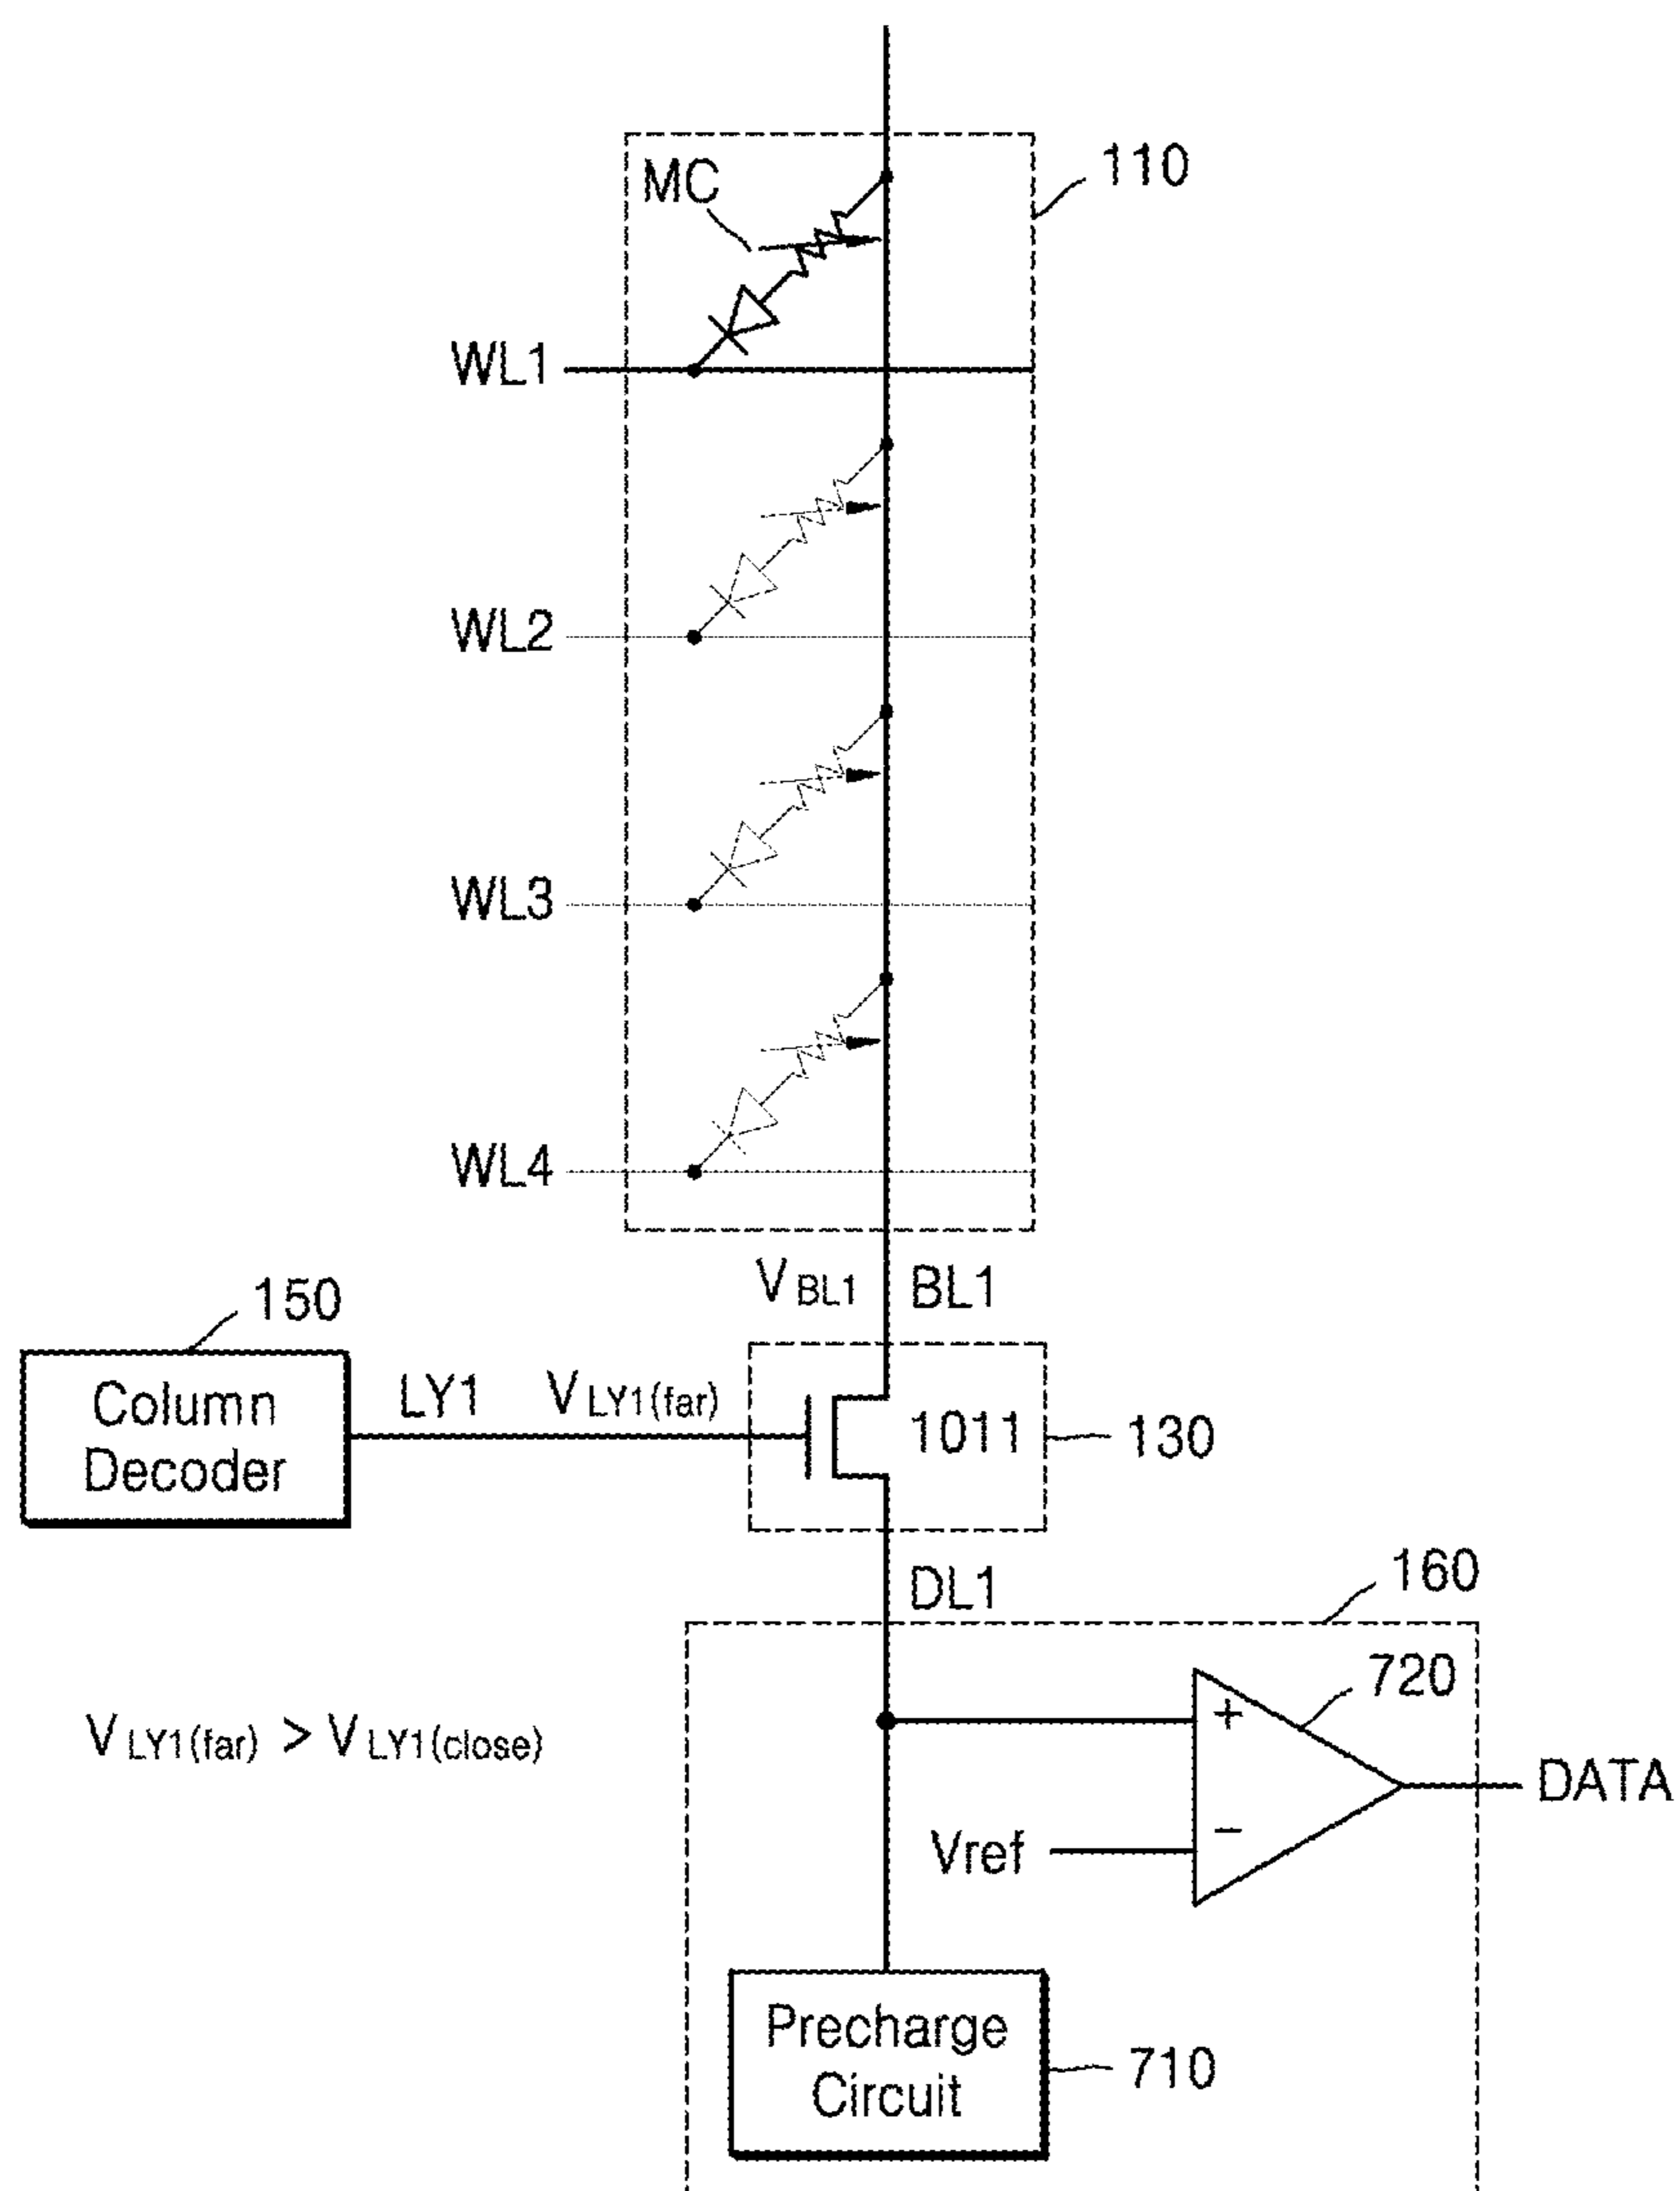 110
MC
WL1
WL2
WL3
WL4
VBL1 BL1
150
Column
Decoder
LY1 VLY1(far)
1011
130
DL1
160
720
+
VLY1(far) > VLY1(close)
DATA
−
Vref
Precharge
Circuit
710